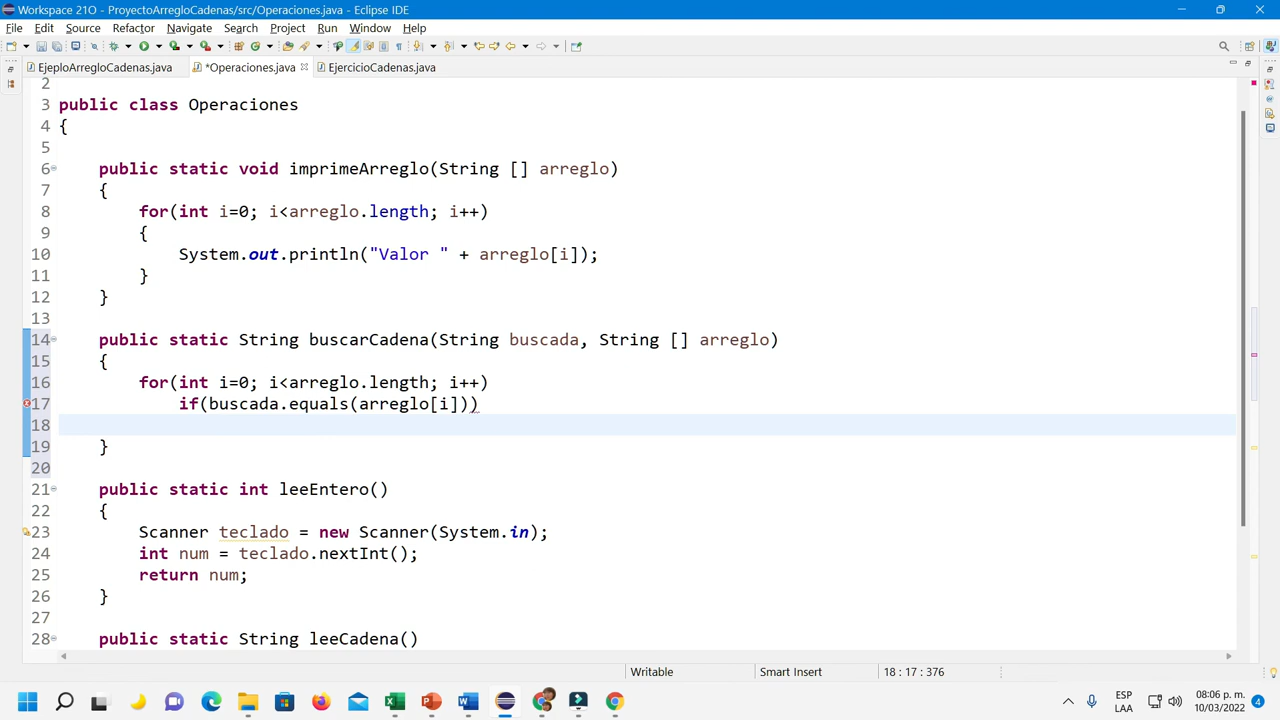 Workspace 21O - ProyectoArregloCadenas/src/Operaciones.java - Eclipse IDE
File Edit Source Refactor Navigate Search Project Run Window Help
EjeploArregloCadenas.java *Operaciones.java EjercicioCadenas.java
2
3 public class Operaciones
4 {
5
6 public static void imprimeArreglo(String [] arreglo)
7 {
8 for(int i=0; i<arreglo.length; i++)
9 {
10 System.out.println("Valor " + arreglo[i]);
11 }
12 }
13
14 public static String buscarCadena(String buscada, String [] arreglo)
15 {
16 for(int i=0; i<arreglo.length; i++)
17 if(buscada.equals(arreglo[i]))
18
19 }
20
21 public static int leeEntero()
22 {
23 Scanner teclado = new Scanner(System.in);
24 int num = teclado.nextInt();
25 return num;
26 }
27
28 public static String leeCadena()
Writable Smart Insert 18 : 17 : 376
ESP LAA 08:06 p. m. 10/03/2022 4